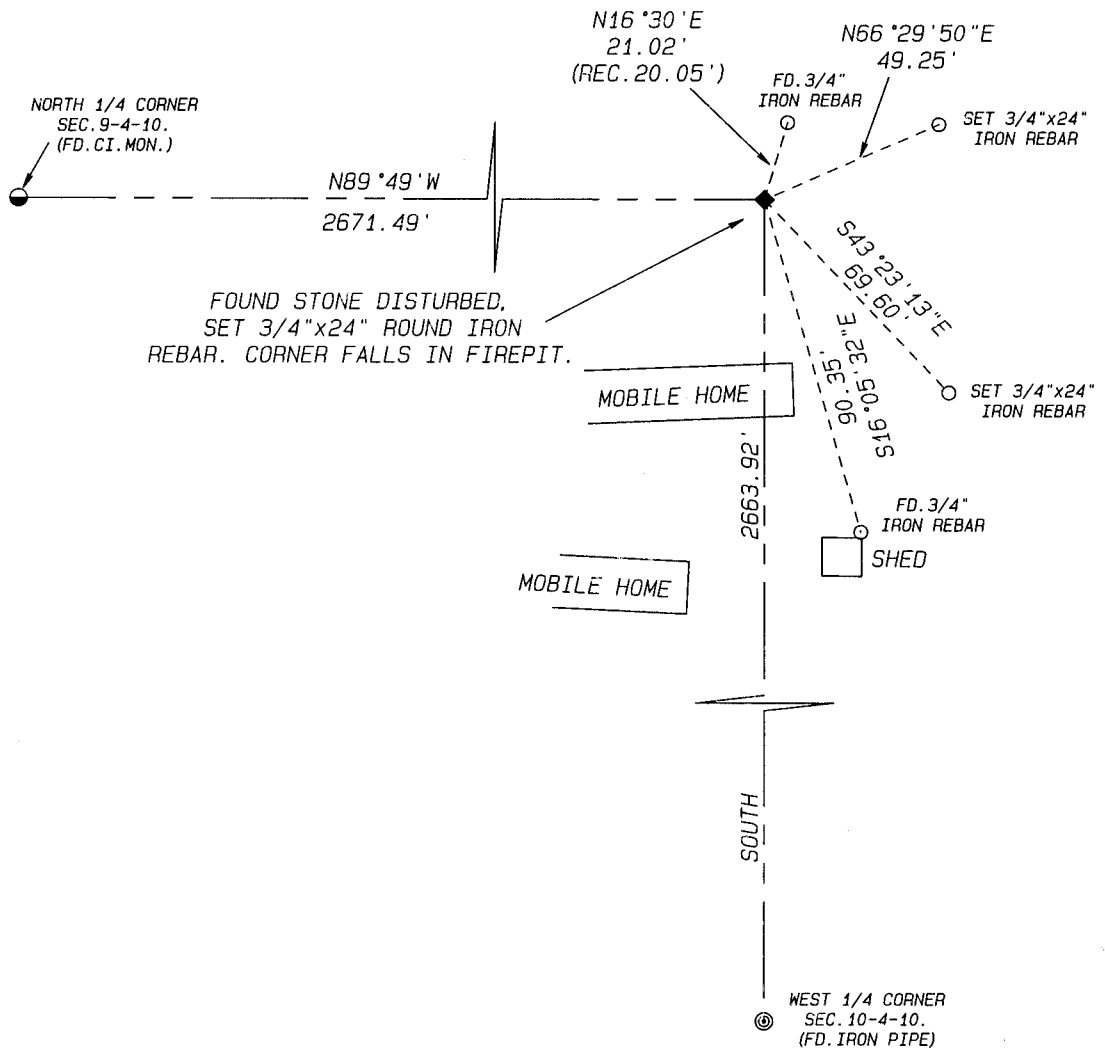 N16°30'E
21.02'
(REC.20.05')
N66°29'50"E
49.25'
FD.3/4"
IRON REBAR
NORTH 1/4 CORNER
SEC.9-4-10.
(FD.CI.MON.)
SET 3/4"x24"
IRON REBAR
N89°49'W
2671.49'
S43°23'13"E
69.60'
FOUND STONE DISTURBED,
SET 3/4"x24" ROUND IRON
REBAR. CORNER FALLS IN FIREPIT.
S16°05'32"E
90.35'
MOBILE HOME
SET 3/4"x24"
IRON REBAR
2663.92'
FD.3/4"
IRON REBAR
SHED
MOBILE HOME
SOUTH
WEST 1/4 CORNER
SEC.10-4-10.
(FD.IRON PIPE)